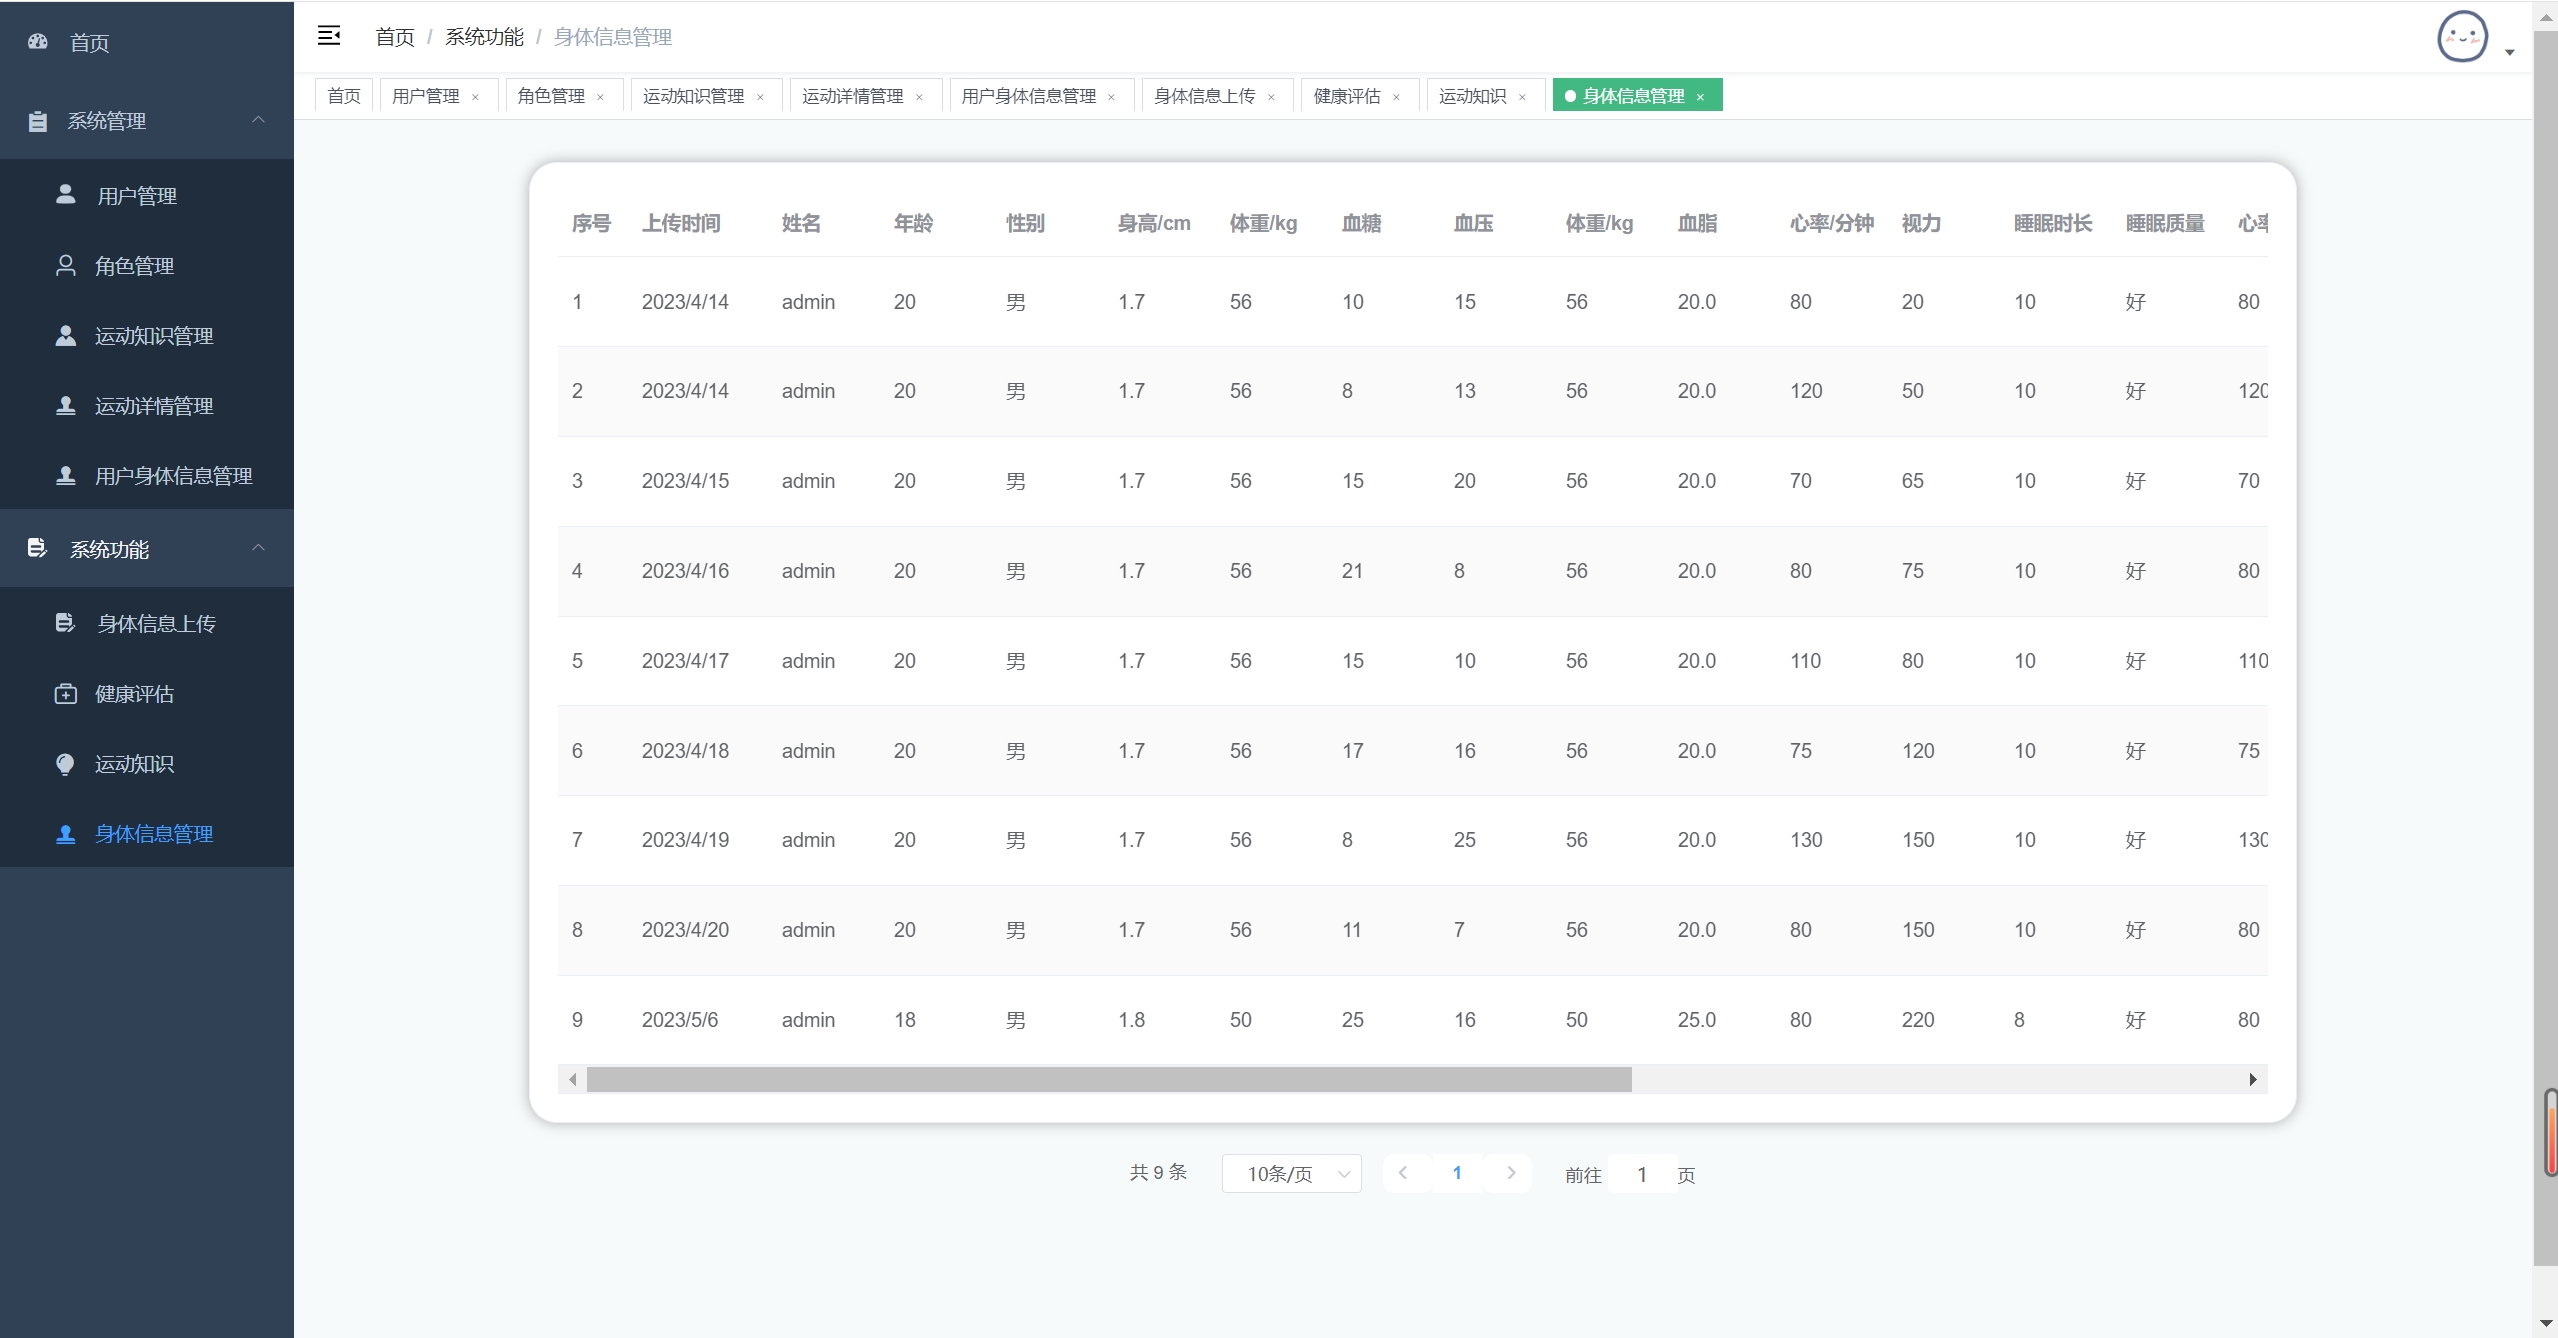 首页
系统管理
用户管理
角色管理
运动知识管理
运动详情管理
用户身体信息管理
系统功能
身体信息上传
健康评估
运动知识
身体信息管理
首页 / 系统功能 / 身体信息管理
首页 用户管理 × 角色管理 × 运动知识管理 × 运动详情管理 × 用户身体信息管理 × 身体信息上传 × 健康评估 × 运动知识 × 身体信息管理 ×
序号 上传时间 姓名 年龄 性别 身高/cm 体重/kg 血糖 血压 体重/kg 血脂 心率/分钟 视力 睡眠时长 睡眠质量 心率
1 2023/4/14 admin 20 男 1.7 56 10 15 56 20.0 80 20 10 好 80
2 2023/4/14 admin 20 男 1.7 56 8 13 56 20.0 120 50 10 好 120
3 2023/4/15 admin 20 男 1.7 56 15 20 56 20.0 70 65 10 好 70
4 2023/4/16 admin 20 男 1.7 56 21 8 56 20.0 80 75 10 好 80
5 2023/4/17 admin 20 男 1.7 56 15 10 56 20.0 110 80 10 好 110
6 2023/4/18 admin 20 男 1.7 56 17 16 56 20.0 75 120 10 好 75
7 2023/4/19 admin 20 男 1.7 56 8 25 56 20.0 130 150 10 好 130
8 2023/4/20 admin 20 男 1.7 56 11 7 56 20.0 80 150 10 好 80
9 2023/5/6 admin 18 男 1.8 50 25 16 50 25.0 80 220 8 好 80
共 9 条 10条/页 1 前往 1 页